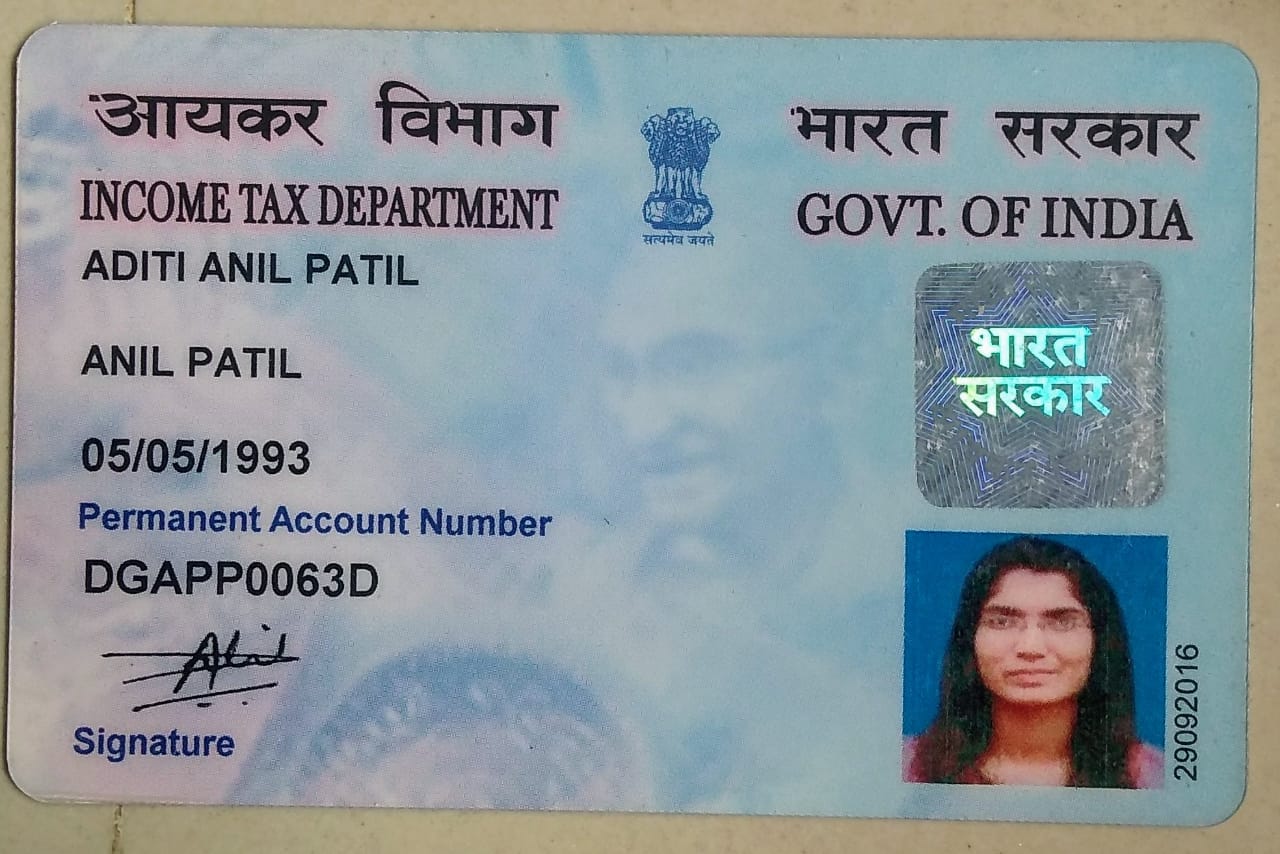 आयकर विभाग
INCOME TAX DEPARTMENT
सत्यमेव जयते
भारत सरकार
GOVT. OF INDIA
ADITI ANIL PATIL
ANIL PATIL
05/05/1993
Permanent Account Number
DGAPP0063D
Signature
भारत
सरकार
29092016